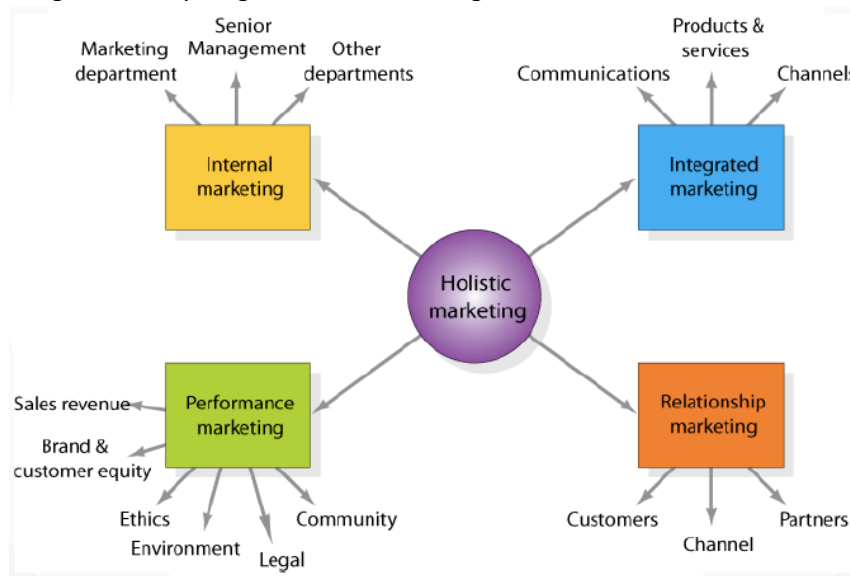 Senior
Management
Marketing
department
Other
departments
Products &
services
Communications
Channels
Internal
marketing
Integrated
marketing
Holistic
marketing
Performance
marketing
Relationship
marketing
Sales revenue
Brand &
customer equity
Ethics
Environment
Legal
Community
Customers
Channel
Partners